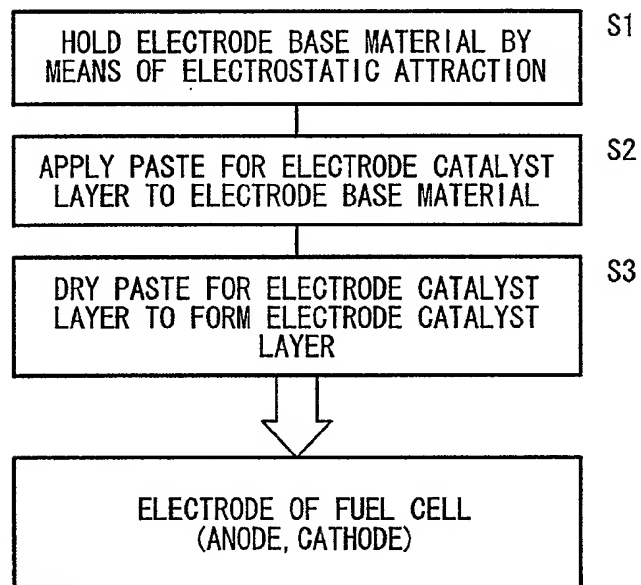 S1
HOLD ELECTRODE BASE MATERIAL BY
MEANS OF ELECTROSTATIC ATTRACTION
S2
APPLY PASTE FOR ELECTRODE CATALYST
LAYER TO ELECTRODE BASE MATERIAL
S3
DRY PASTE FOR ELECTRODE CATALYST
LAYER TO FORM ELECTRODE CATALYST
LAYER
ELECTRODE OF FUEL CELL
(ANODE, CATHODE)